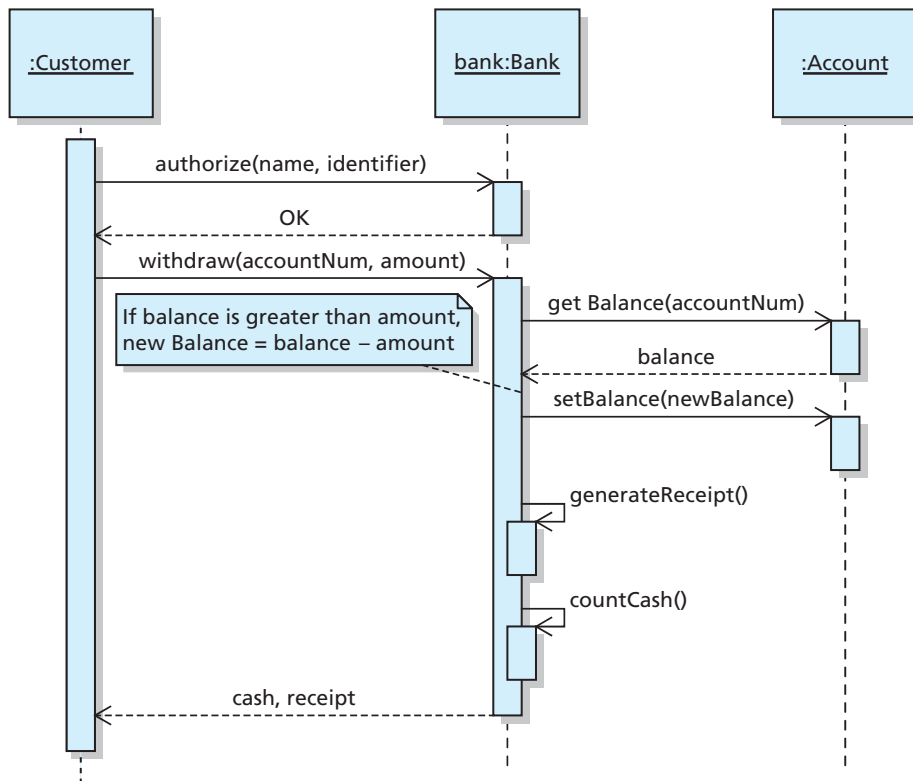 :Customer
bank:Bank
:Account
authorize(name, identifier)
OK
withdraw(accountNum, amount)
If balance is greater than amount,
new Balance = balance – amount
get Balance(accountNum)
balance
setBalance(newBalance)
generateReceipt()
countCash()
cash, receipt